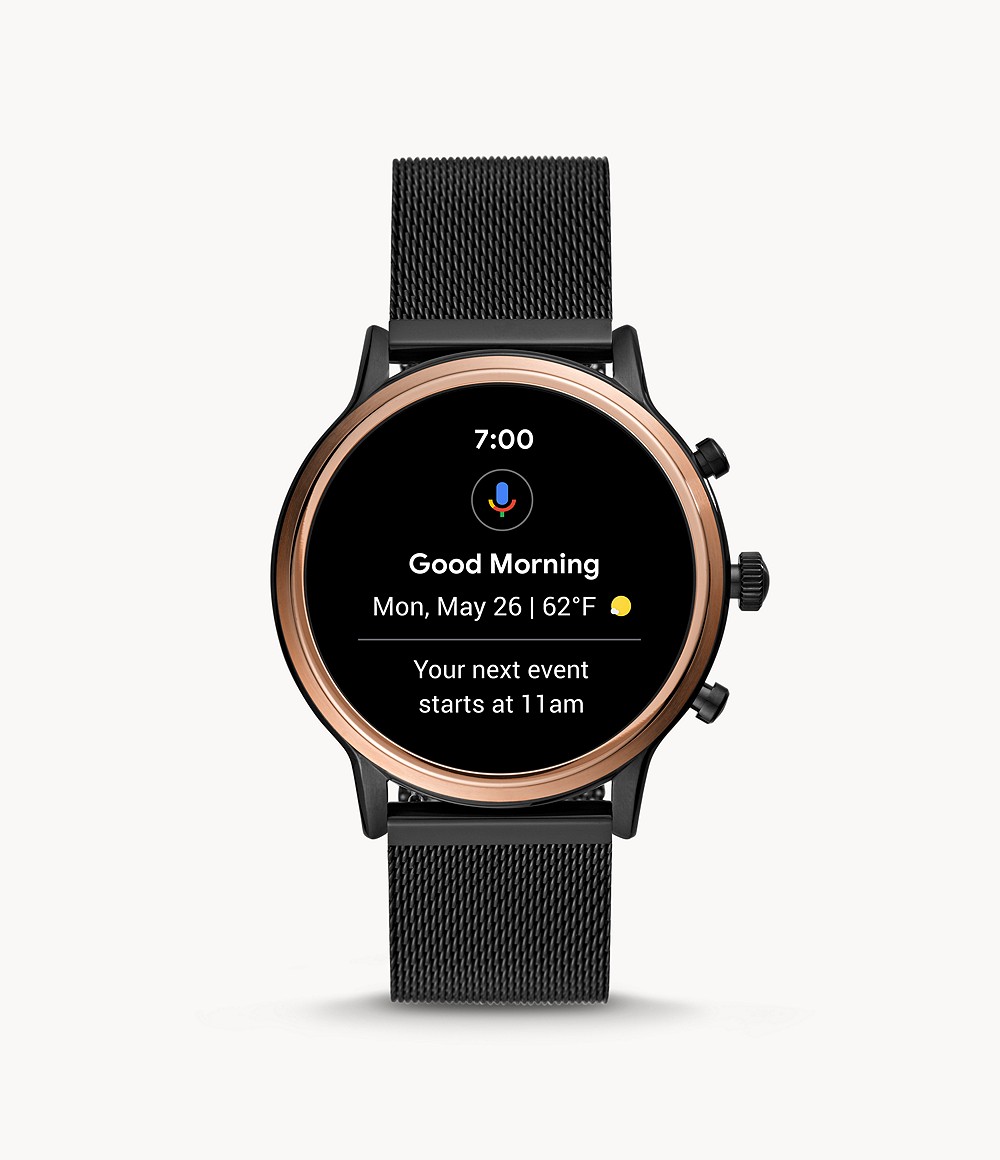 7:00
Good Morning
Mon, May 26 | 62°F
Your next event
starts at 11am